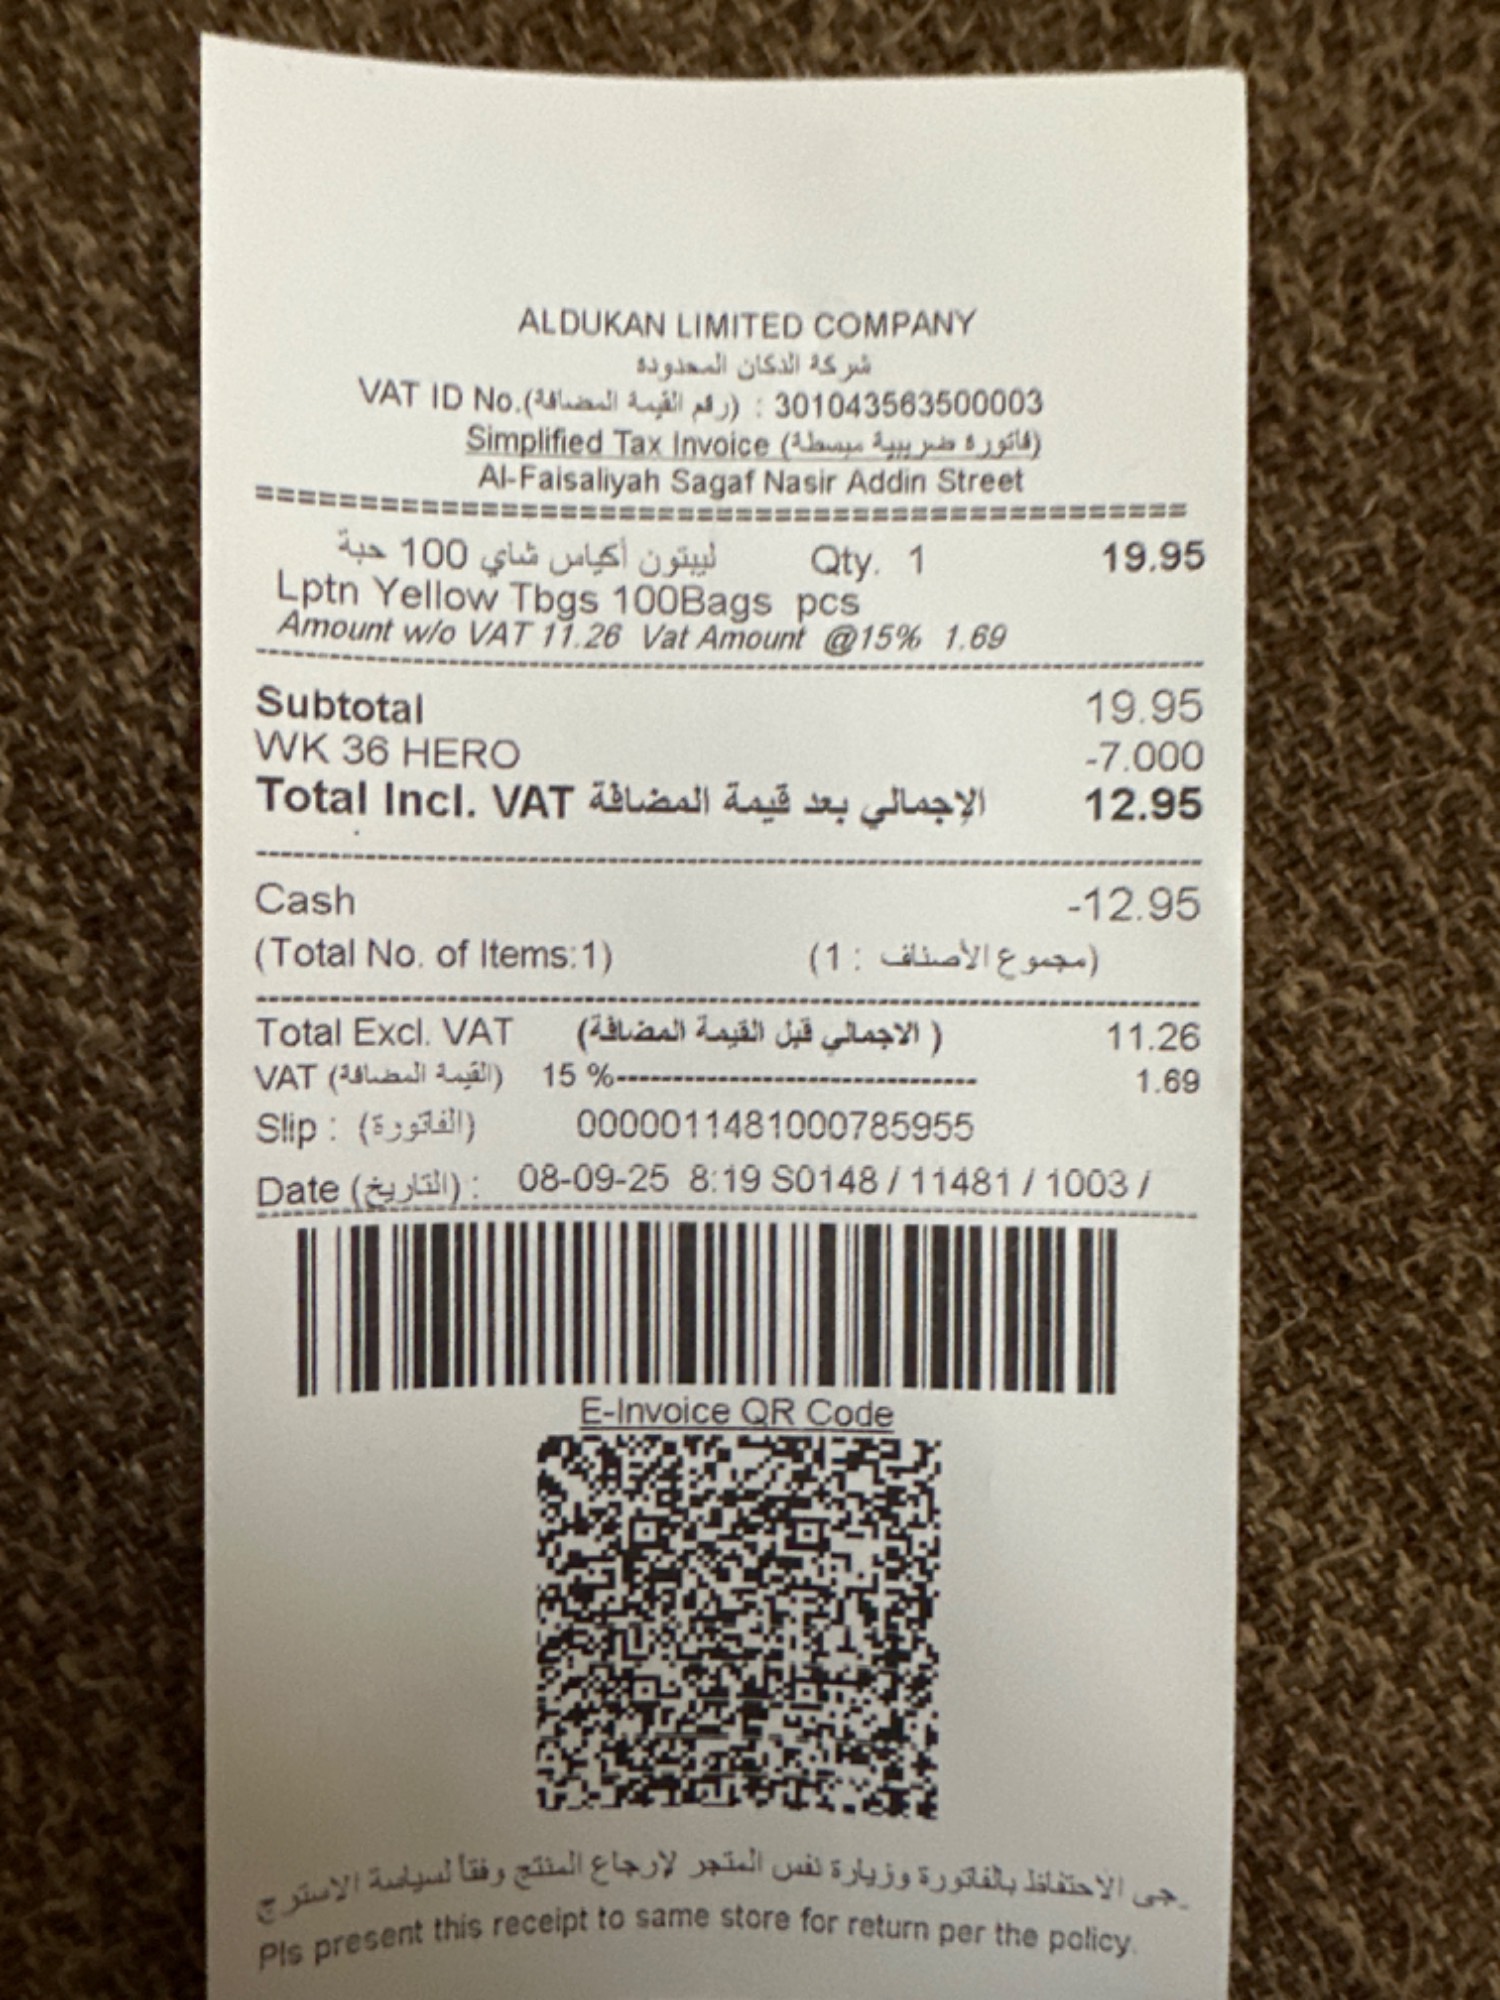 ALDUKAN LIMITED COMPANY
شركة الدكان المحدوده
VAT ID No.(رقم القيمة المضافة) : 301043563500003
Simplified Tax Invoice (فاتورة ضريبية مبسطة)
Al-Faisaliyah Sagaf Nasir Addin Street
ليبتون أكياس شاي 100 حبة Qty. 1 19.95
Lptn Yellow Tbgs 100Bags pcs
Amount w/o VAT 11.26 Vat Amount @15% 1.69
Subtotal 19.95
WK 36 HERO -7.000
Total Incl. VAT الإجمالي بعد قيمة المضافة 12.95
Cash -12.95
(Total No. of Items:1) (مجموع الأصناف : 1)
Total Excl. VAT (الاجمالي قبل القيمة المضافة ) 11.26
VAT (القيمة المضافة) 15 %---------------------------------- 1.69
Slip : (الفاتورة) 0000011481000785955
Date (التاريخ) : 08-09-25 8:19 S0148 / 11481 / 1003 /
E-Invoice QR Code
جى الاحتفاظ بالفاتورة وزيارة نفس المتجر لإرجاع المنتج وفقاً لسياسة الاسترج
Pls present this receipt to same store for return per the policy.